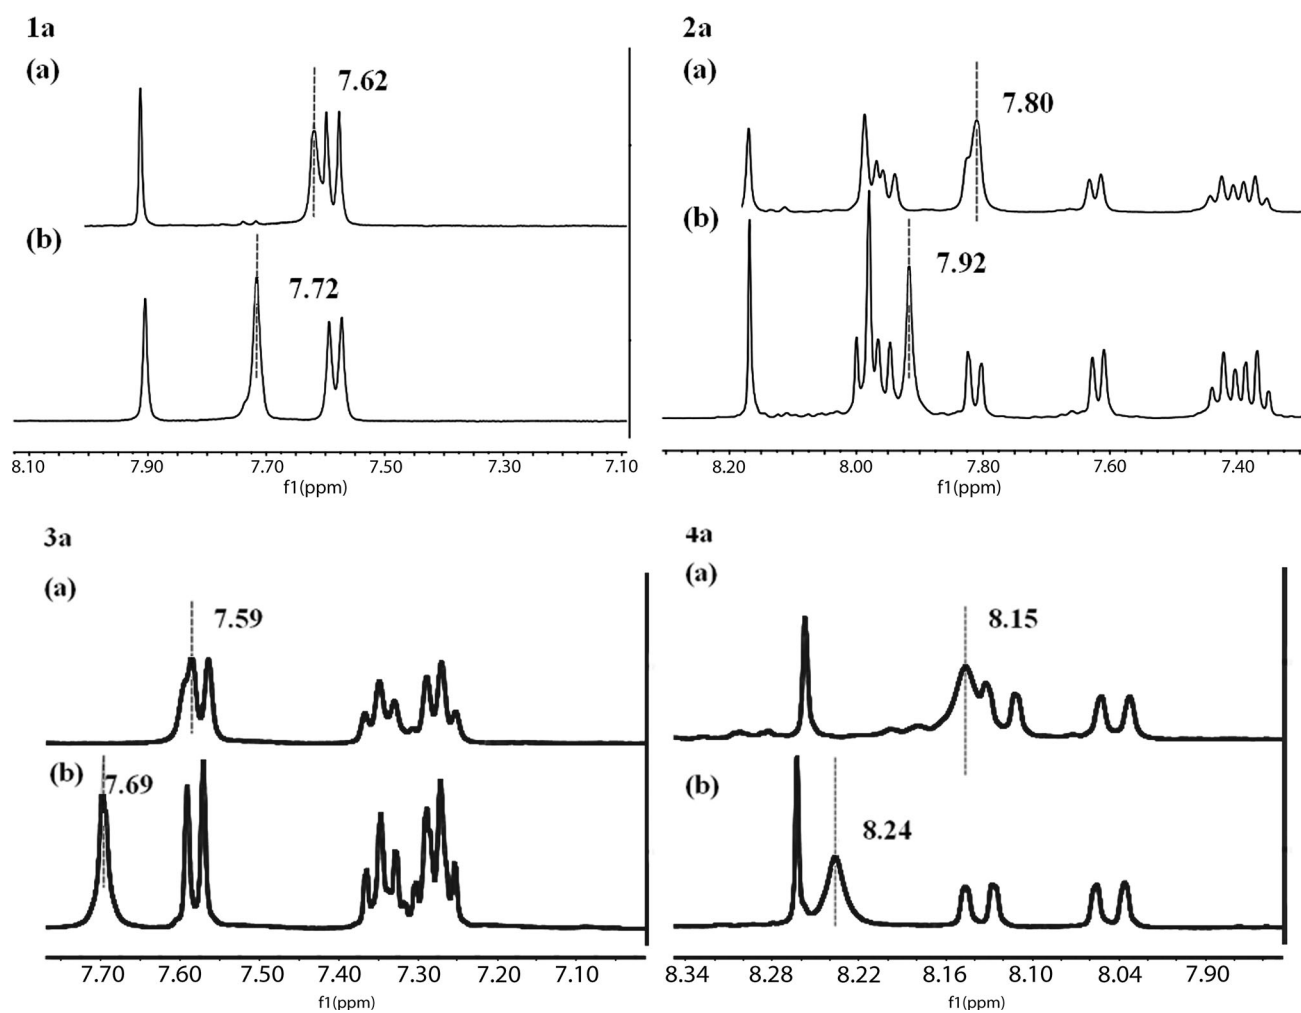 1a
(a)
7.62
(b)
7.72
8.10 7.90 7.70 7.50 7.30 7.10
f1(ppm)
2a
(a)
7.80
(b)
7.92
8.20 8.00 7.80 7.60 7.40
f1(ppm)
3a
(a)
7.59
(b)
7.69
7.70 7.60 7.50 7.40 7.30 7.20 7.10
f1(ppm)
4a
(a)
8.15
(b)
8.24
8.34 8.28 8.22 8.16 8.10 8.04 7.90
f1(ppm)